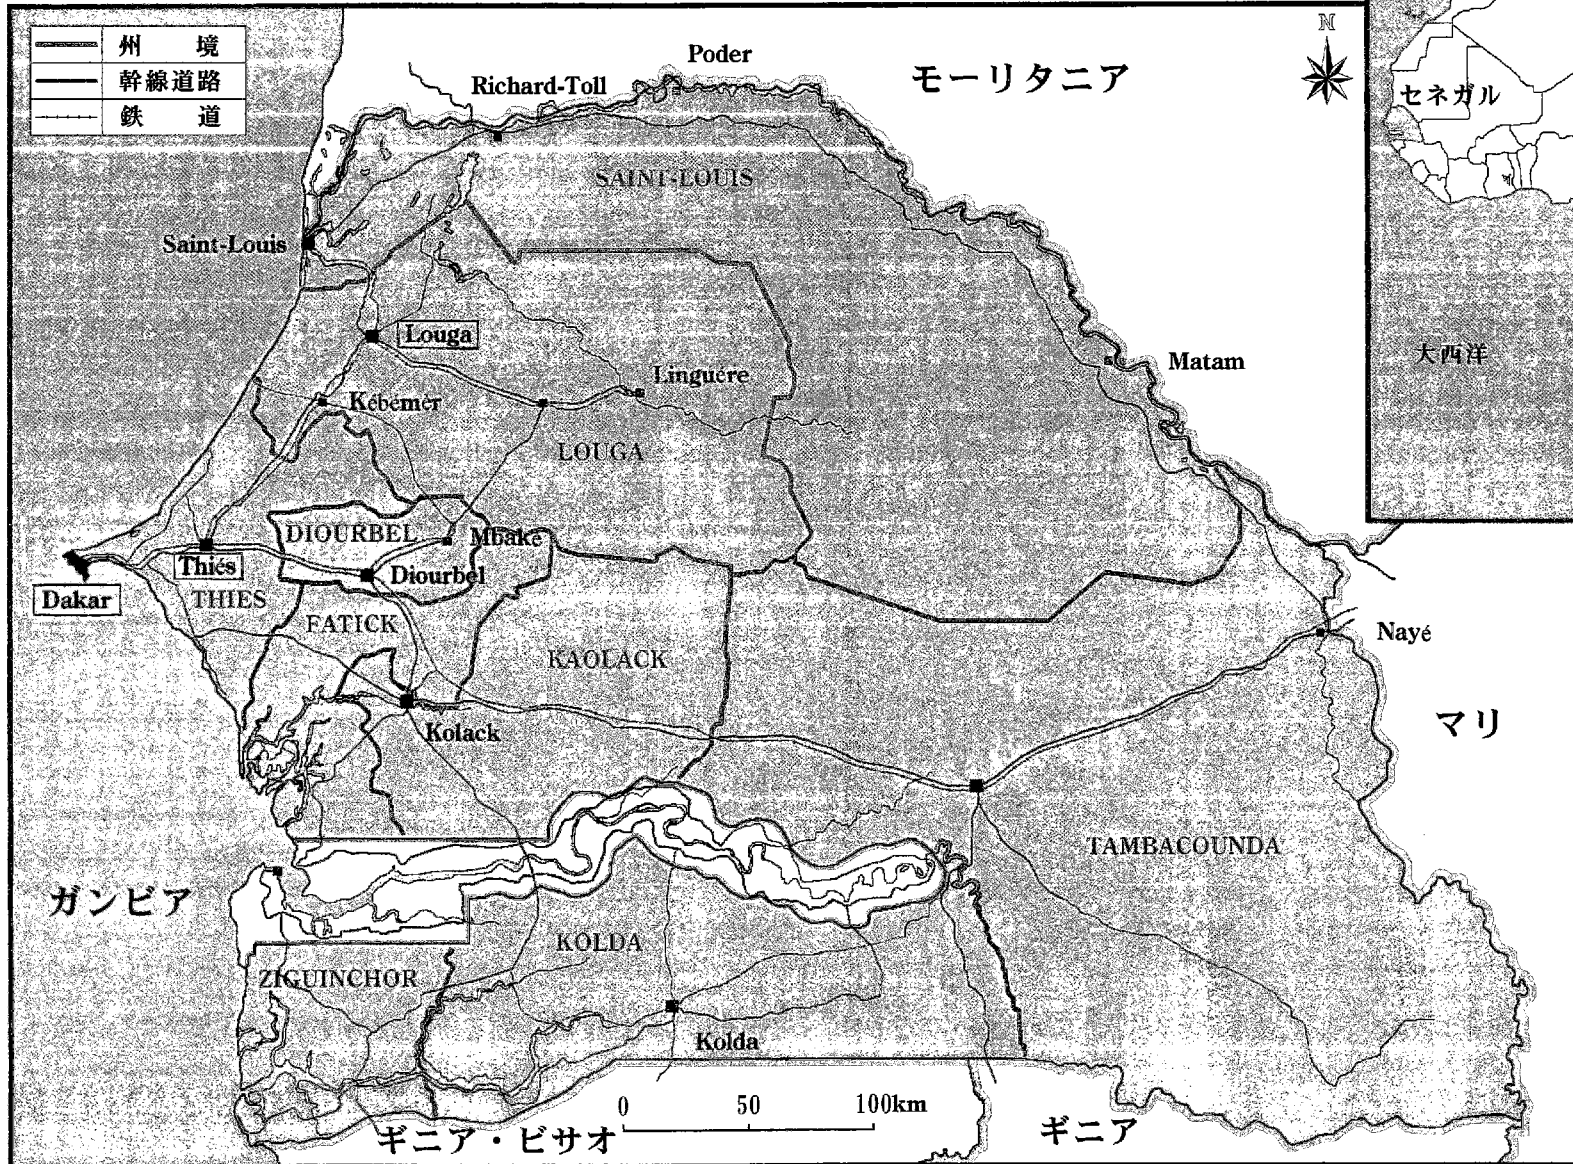 州 境
幹線道路
鉄 道
Poder
Richard-Toll
モーリタニア
N
セネガル
SAINT-LOUIS
Saint-Louis
Louga
大西洋
Matam
Linguére
Kébémér
LOUGA
DIOURBEL
Mbaké
Thiés
Diourbel
Dakar
THIES
FATICK
Nayé
KAOLACK
マリ
Kolack
TAMBACOUNDA
ガンビア
KOLDA
ZIGUINCHOR
Kolda
0 50 100km
ギニア・ビサオ
ギニア